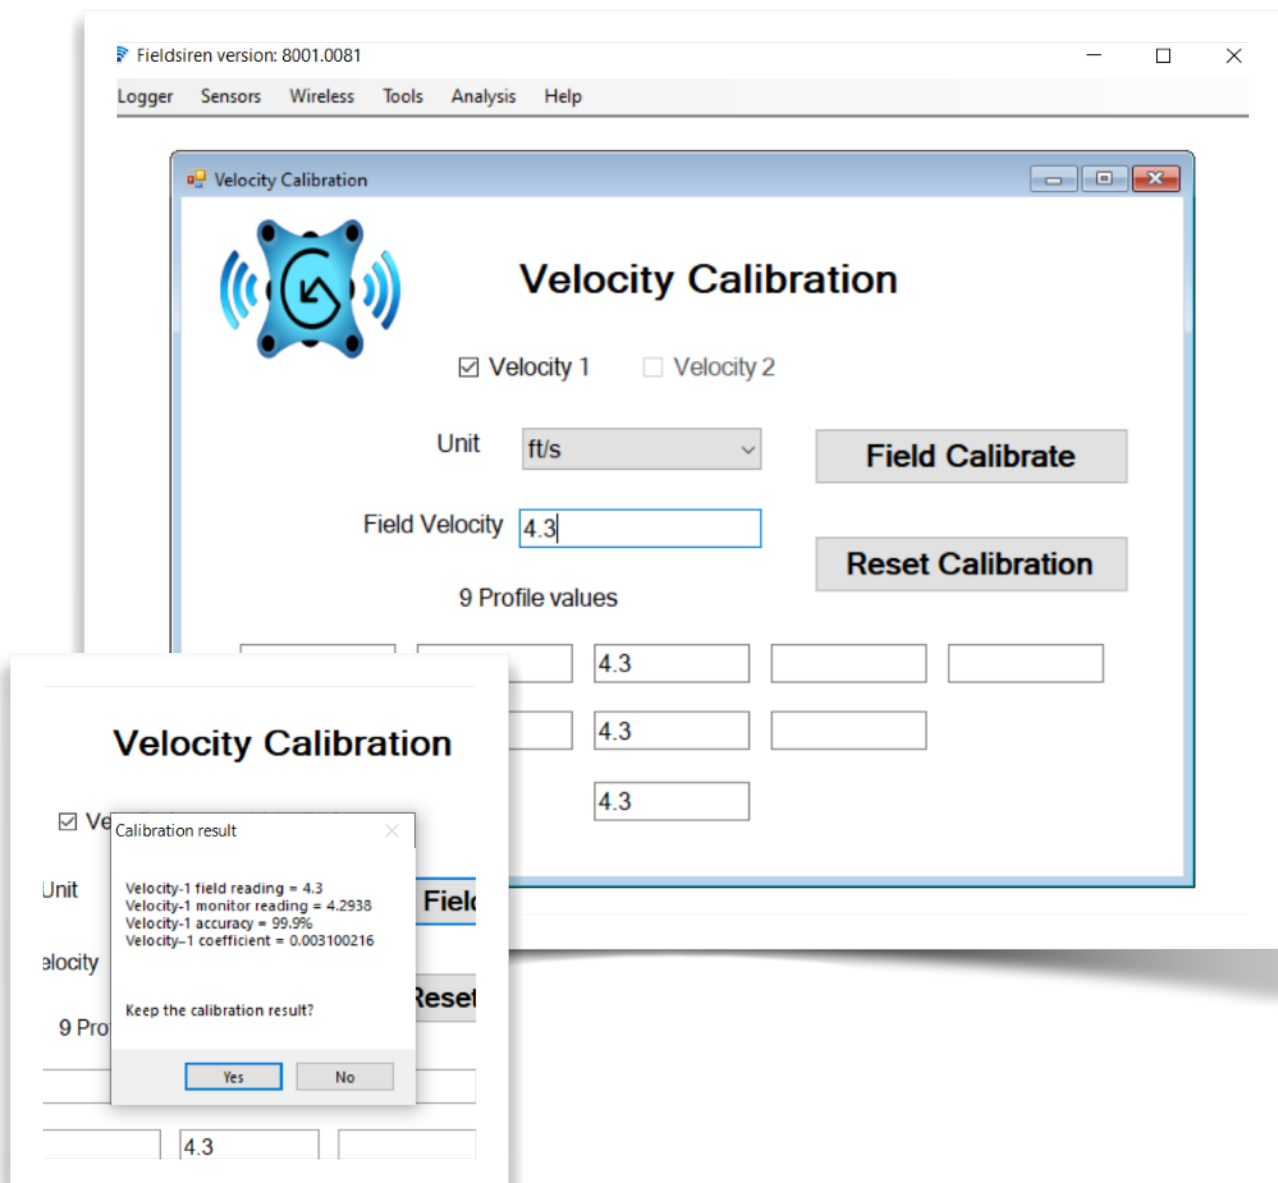 Fieldsiren version: 8001.0081
Logger Sensors Wireless Tools Analysis Help
Velocity Calibration
Velocity Calibration
Velocity 1 Velocity 2
Unit ft/s Field Calibrate
Field Velocity 4.3
Reset Calibration
9 Profile values
4.3
4.3
4.3
Velocity Calibration
Ve
Calibration result
Unit
Velocity-1 field reading = 4.3
Velocity-1 monitor reading = 4.2938
Velocity-1 accuracy = 99.9%
Velocity–1 coefficient = 0.003100216
Field
elocity
Keep the calibration result?
Reset
9 Pro
Yes No
4.3